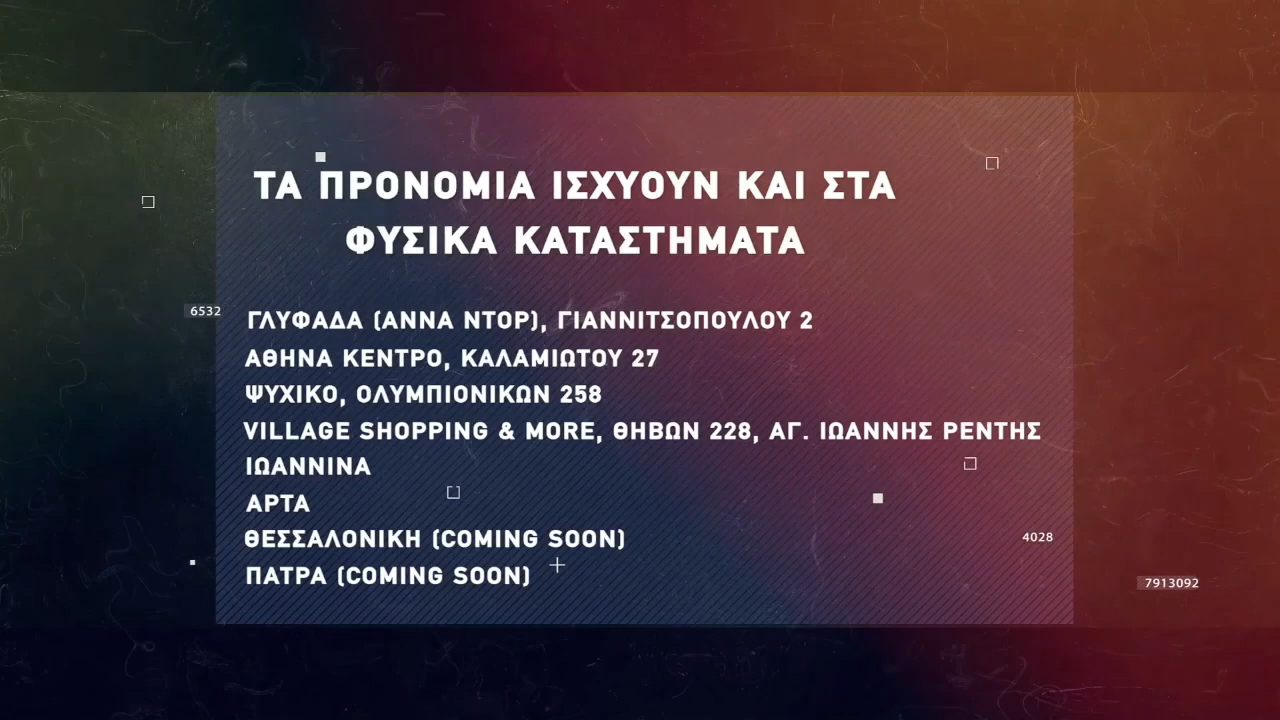 ΤΑ ΠΡΟΝΟΜΙΑ ΙΣΧΥΟΥΝ ΚΑΙ ΣΤΑ
ΦΥΣΙΚΑ ΚΑΤΑΣΤΗΜΑΤΑ
6532
ΓΛΥΦΑΔΑ (ΑΝΝΑ ΝΤΟΡ), ΓΙΑΝΝΙΤΣΟΠΟΥΛΟΥ 2
ΑΘΗΝΑ ΚΕΝΤΡΟ, ΚΑΛΑΜΙΩΤΟΥ 27
ΨΥΧΙΚΟ, ΟΛΥΜΠΙΟΝΙΚΩΝ 258
VILLAGE SHOPPING & MORE, ΘΗΒΩΝ 228, ΑΓ. ΙΩΑΝΝΗΣ ΡΕΝΤΗΣ
ΙΩΑΝΝΙΝΑ
ΑΡΤΑ
ΘΕΣΣΑΛΟΝΙΚΗ (COMING SOON)
4028
ΠΑΤΡΑ (COMING SOON)
7913092